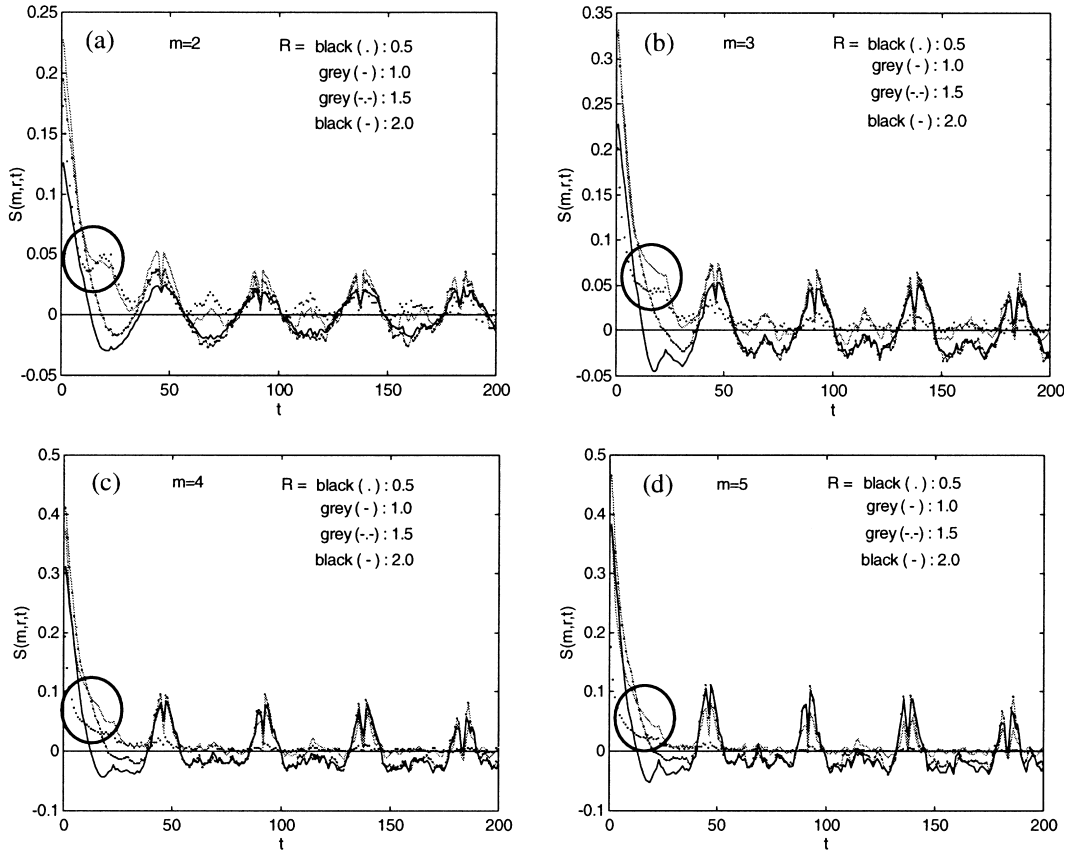 (a) m=2 R = black ( . ) : 0.5
grey ( - ) : 1.0
grey (-.-) : 1.5
black ( - ) : 2.0
0.25
0.2
0.15
0.1
0.05
0
-0.05
S(m,r,t)
0 50 100 150 200
t
(b) m=3 R = black ( . ) : 0.5
grey ( - ) : 1.0
grey (-.-) : 1.5
black ( - ) : 2.0
0.35
0.3
0.25
0.2
0.15
0.1
0.05
0
-0.05
S(m,r,t)
0 50 100 150 200
t
(c) m=4 R = black ( . ) : 0.5
grey ( - ) : 1.0
grey (-.-) : 1.5
black ( - ) : 2.0
0.5
0.4
0.3
0.2
0.1
0
-0.1
S(m,r,t)
0 50 100 150 200
t
(d) m=5 R = black ( . ) : 0.5
grey ( - ) : 1.0
grey (-.-) : 1.5
black ( - ) : 2.0
0.5
0.4
0.3
0.2
0.1
0
-0.1
S(m,r,t)
0 50 100 150 200
t